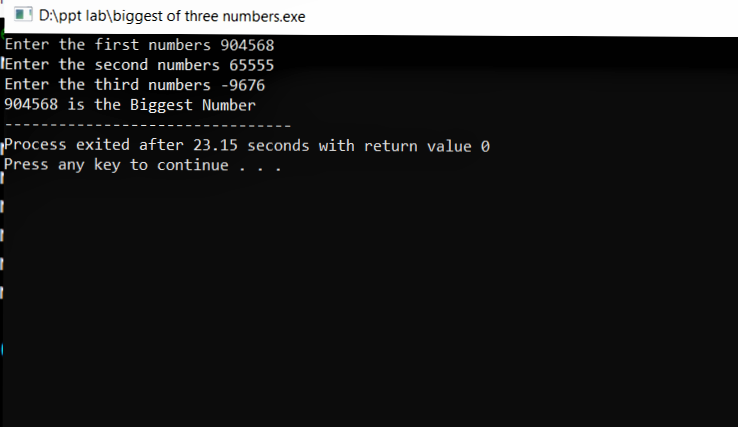 D:\ppt lab\biggest of three numbers.exe
Enter the first numbers 904568
Enter the second numbers 65555
Enter the third numbers -9676
904568 is the Biggest Number
--------------------------------
Process exited after 23.15 seconds with return value 0
Press any key to continue . . .